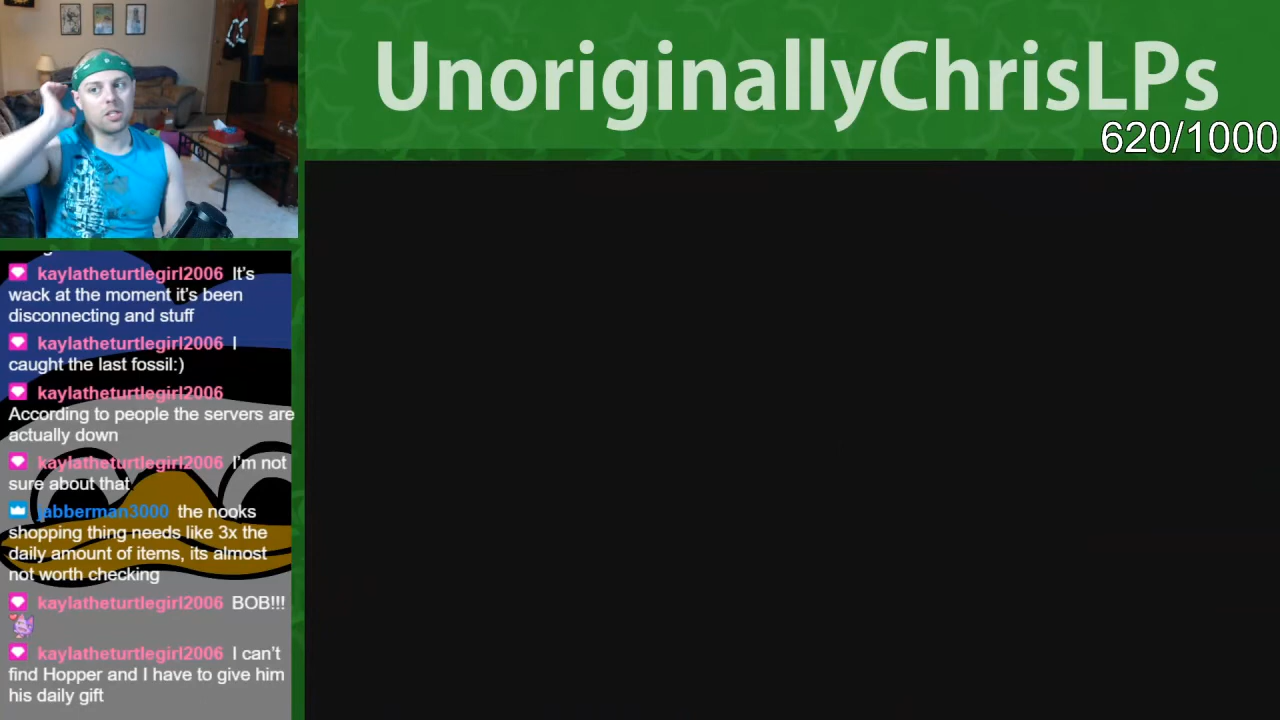 UnoriginallyChrisLPs
620/1000
kaylatheturtlegirl2006 It's
wack at the moment it's been
disconnecting and stuff
kaylatheturtlegirl2006 I
caught the last fossil:)
kaylatheturtlegirl2006
According to people the servers are
actually down
kaylatheturtlegirl2006 I'm not
sure about that
jabberman3000 the nooks
shopping thing needs like 3x the
daily amount of items, its almost
not worth checking
kaylatheturtlegirl2006 BOB!!!
kaylatheturtlegirl2006 I can't
find Hopper and I have to give him
his daily gift